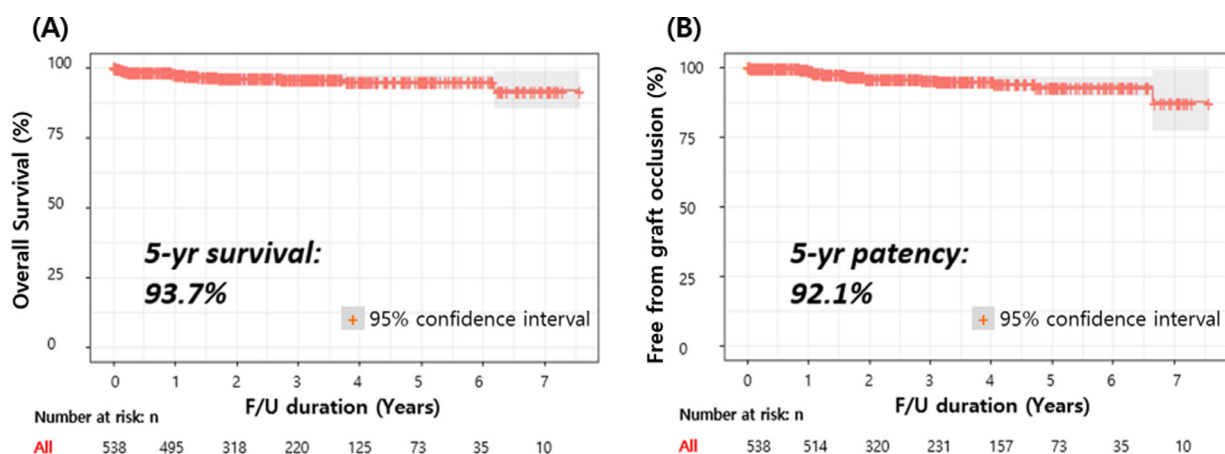 (A)
Overall Survival (%)
100
75
50
25
0
5-yr survival:
93.7%
+ 95% confidence interval
0 1 2 3 4 5 6 7
F/U duration (Years)
Number at risk: n
All 538 495 318 220 125 73 35 10
(B)
Free from graft occlusion (%)
100
75
50
25
0
5-yr patency:
92.1%
+ 95% confidence interval
0 1 2 3 4 5 6 7
F/U duration (Years)
Number at risk: n
All 538 514 320 231 157 73 35 10